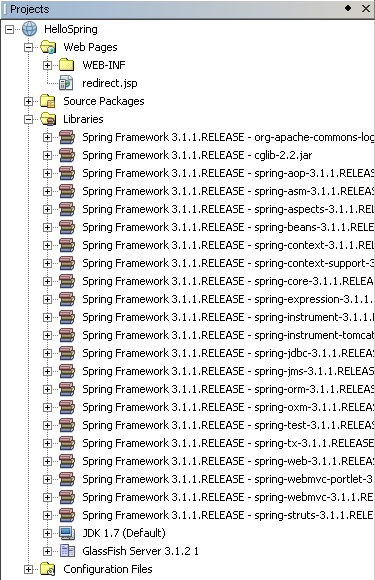 Projects
HelloSpring
Web Pages
WEB-INF
redirect.jsp
Source Packages
Libraries
Spring Framework 3.1.1.RELEASE - org-apache-commons-log
Spring Framework 3.1.1.RELEASE - cglib-2.2.jar
Spring Framework 3.1.1.RELEASE - spring-aop-3.1.1.RELEAS
Spring Framework 3.1.1.RELEASE - spring-asm-3.1.1.RELEAS
Spring Framework 3.1.1.RELEASE - spring-aspects-3.1.1.REL
Spring Framework 3.1.1.RELEASE - spring-beans-3.1.1.RELE
Spring Framework 3.1.1.RELEASE - spring-context-3.1.1.REL
Spring Framework 3.1.1.RELEASE - spring-context-support-3
Spring Framework 3.1.1.RELEASE - spring-core-3.1.1.RELEA
Spring Framework 3.1.1.RELEASE - spring-expression-3.1.1.
Spring Framework 3.1.1.RELEASE - spring-instrument-3.1.1.
Spring Framework 3.1.1.RELEASE - spring-instrument-tomcat
Spring Framework 3.1.1.RELEASE - spring-jdbc-3.1.1.RELEAS
Spring Framework 3.1.1.RELEASE - spring-jms-3.1.1.RELEAS
Spring Framework 3.1.1.RELEASE - spring-orm-3.1.1.RELEAS
Spring Framework 3.1.1.RELEASE - spring-oxm-3.1.1.RELEAS
Spring Framework 3.1.1.RELEASE - spring-test-3.1.1.RELEAS
Spring Framework 3.1.1.RELEASE - spring-tx-3.1.1.RELEASE
Spring Framework 3.1.1.RELEASE - spring-web-3.1.1.RELEAS
Spring Framework 3.1.1.RELEASE - spring-webmvc-portlet-3
Spring Framework 3.1.1.RELEASE - spring-webmvc-3.1.1.RE
Spring Framework 3.1.1.RELEASE - spring-struts-3.1.1.RELE
JDK 1.7 (Default)
GlassFish Server 3.1.2 1
Configuration Files